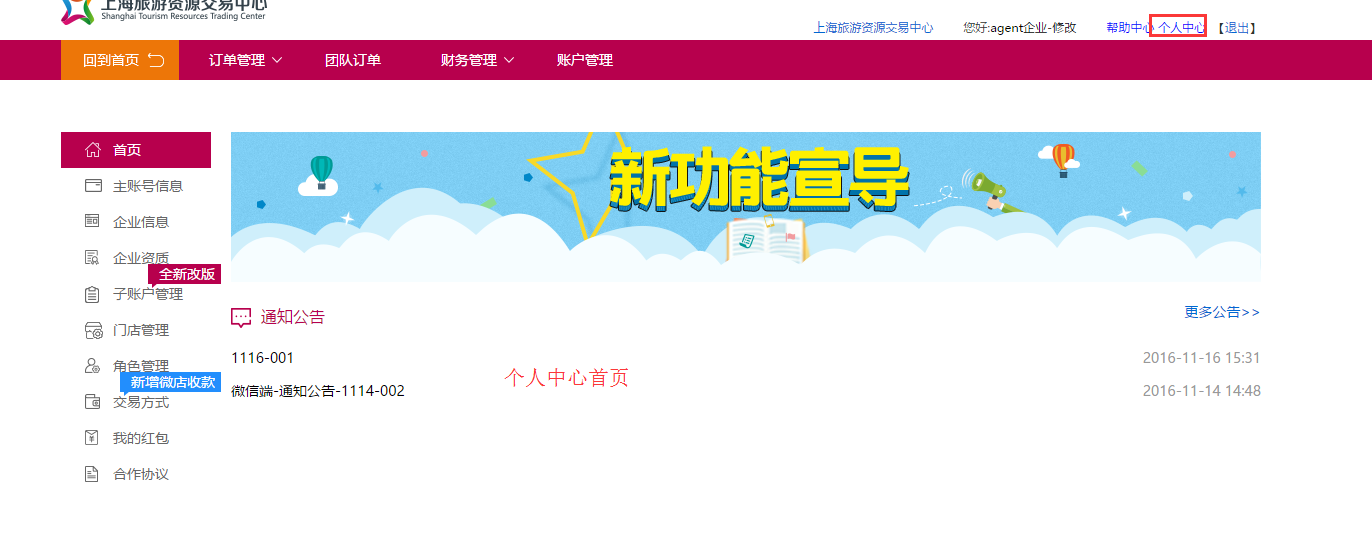 上海旅游资源交易中心
Shanghai Tourism Resources Trading Center
上海旅游资源交易中心 您好:agent企业-修改 帮助中心 个人中心 【退出】
回到首页 订单管理 团队订单 财务管理 账户管理
首页
主账号信息
企业信息
企业资质
全新改版
子账户管理
门店管理
角色管理
新增微店收款
交易方式
我的红包
合作协议
新功能宣导
通知公告 更多公告>>
1116-001 2016-11-16 15:31
个人中心首页
微信端-通知公告-1114-002 2016-11-14 14:48